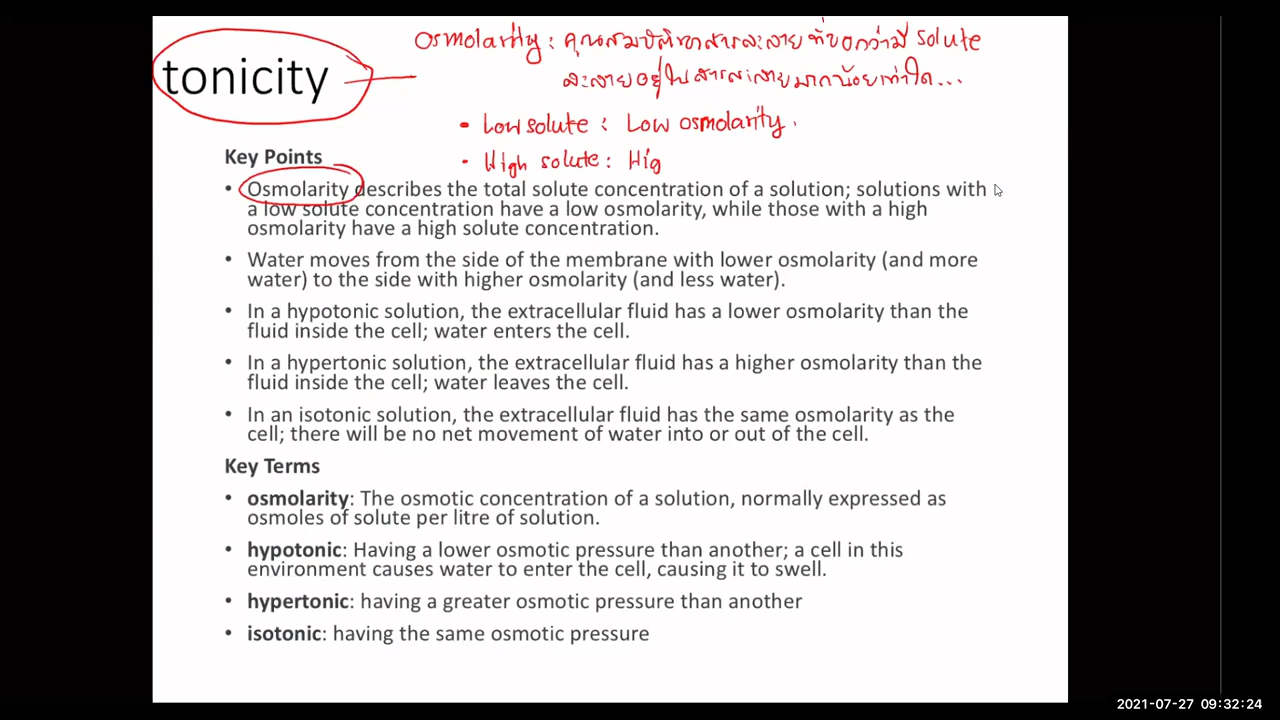 tonicity
Osmolarity : คุณสมบัติของสารละลาย ที่บอกว่ามี solute
ละลายอยู่ในสารละลายมากน้อยเท่าใด...
• Low solute : Low osmolarity.
• High solute : Hig
Key Points
• Osmolarity describes the total solute concentration of a solution; solutions with
a low solute concentration have a low osmolarity, while those with a high
osmolarity have a high solute concentration.
• Water moves from the side of the membrane with lower osmolarity (and more
water) to the side with higher osmolarity (and less water).
• In a hypotonic solution, the extracellular fluid has a lower osmolarity than the
fluid inside the cell; water enters the cell.
• In a hypertonic solution, the extracellular fluid has a higher osmolarity than the
fluid inside the cell; water leaves the cell.
• In an isotonic solution, the extracellular fluid has the same osmolarity as the
cell; there will be no net movement of water into or out of the cell.
Key Terms
• osmolarity: The osmotic concentration of a solution, normally expressed as
osmoles of solute per litre of solution.
• hypotonic: Having a lower osmotic pressure than another; a cell in this
environment causes water to enter the cell, causing it to swell.
• hypertonic: having a greater osmotic pressure than another
• isotonic: having the same osmotic pressure
2021-07-27 09:32:24